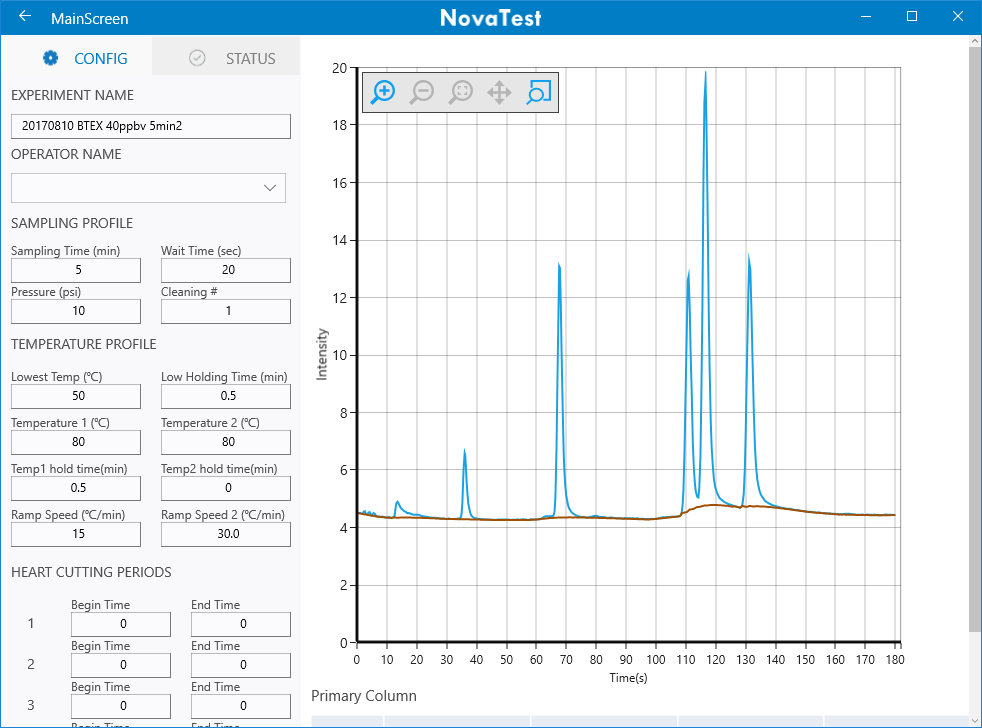 MainScreen
NovaTest
CONFIG
STATUS
EXPERIMENT NAME
20170810 BTEX 40ppbv 5min2
OPERATOR NAME
SAMPLING PROFILE
Sampling Time (min) Wait Time (sec)
5 20
Pressure (psi) Cleaning #
10 1
TEMPERATURE PROFILE
Lowest Temp (℃) Low Holding Time (min)
50 0.5
Temperature 1 (℃) Temperature 2 (℃)
80 80
Temp1 hold time(min) Temp2 hold time(min)
0.5 0
Ramp Speed (℃/min) Ramp Speed 2 (℃/min)
15 30.0
HEART CUTTING PERIODS
Begin Time End Time
1 0 0
Begin Time End Time
2 0 0
Begin Time End Time
3 0 0
Begin Time End Time
20
18
16
14
12
10
8
6
4
2
0
Intensity
0 10 20 30 40 50 60 70 80 90 100 110 120 130 140 150 160 170 180
Time(s)
Primary Column